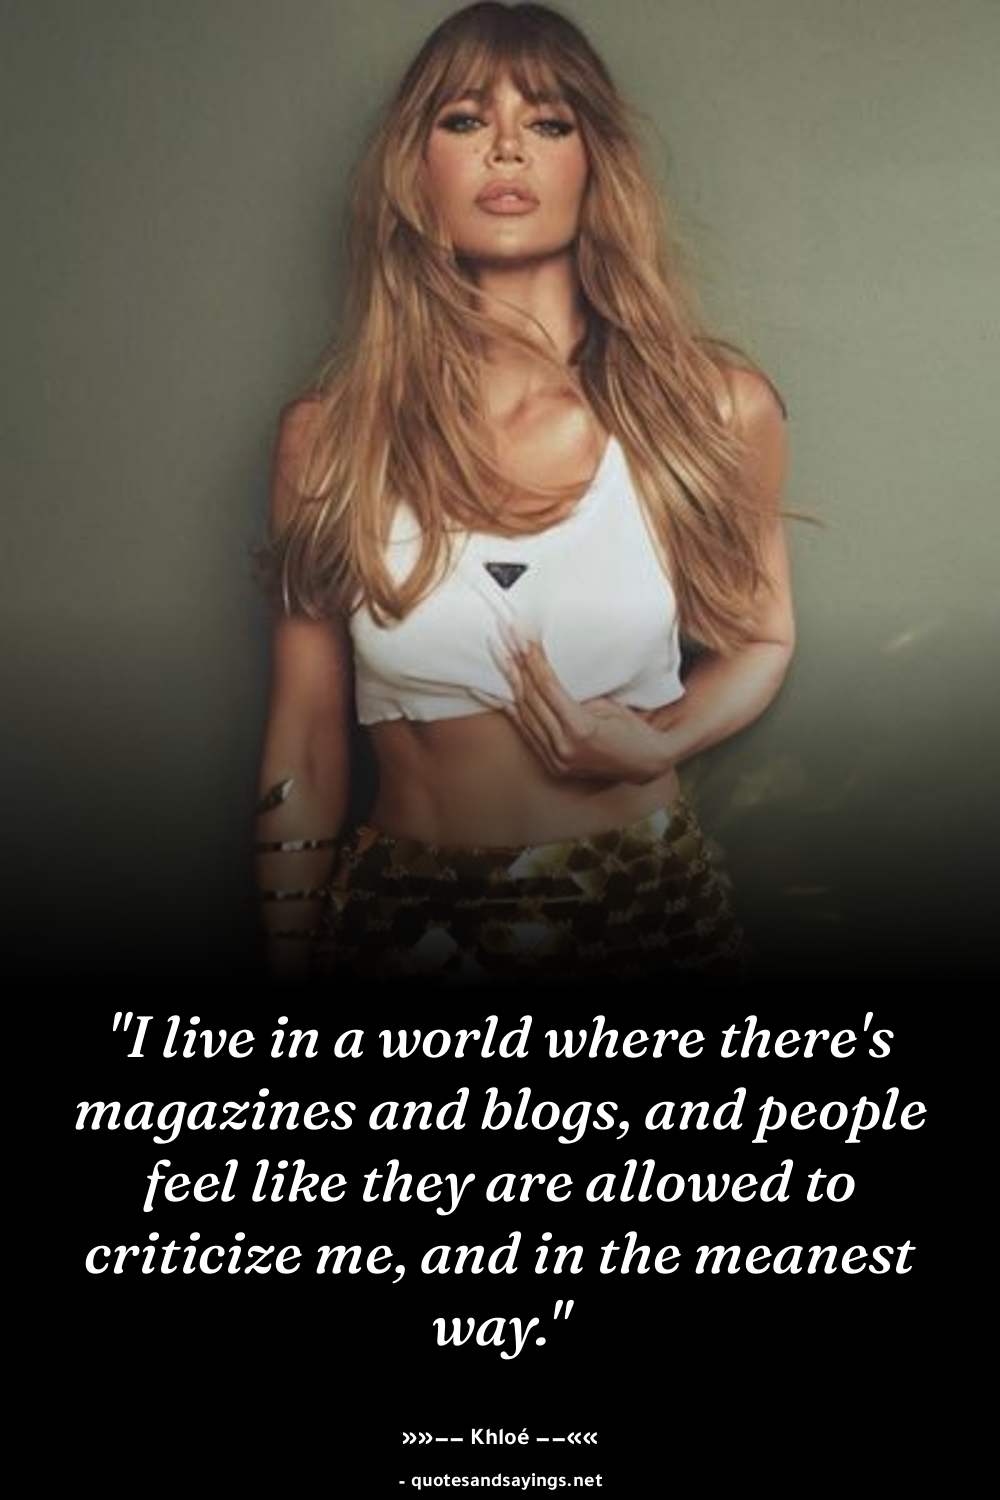 "I live in a world where there's
magazines and blogs, and people
feel like they are allowed to
criticize me, and in the meanest
way."
»»—— Khloé ——««
- quotesandsayings.net